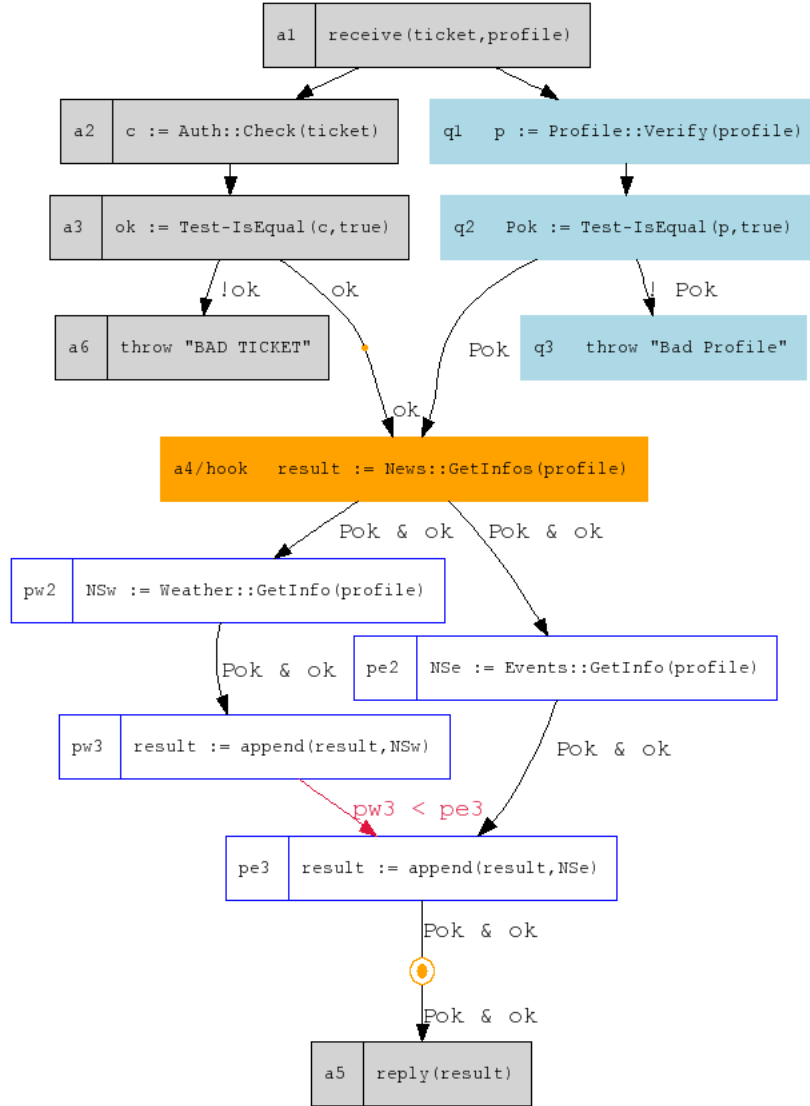 a1 receive(ticket,profile)
a2 c := Auth::Check(ticket)
q1 p := Profile::Verify(profile)
a3 ok := Test-IsEqual(c,true)
q2 Pok := Test-IsEqual(p,true)
!ok
ok
! Pok
a6 throw "BAD TICKET"
Pok
q3 throw "Bad Profile"
ok
a4/hook result := News::GetInfos(profile)
Pok & ok
Pok & ok
pw2 NSw := Weather::GetInfo(profile)
Pok & ok
pe2 NSe := Events::GetInfo(profile)
pw3 result := append(result,NSw)
Pok & ok
pw3 < pe3
pe3 result := append(result,NSe)
Pok & ok
Pok & ok
a5 reply(result)